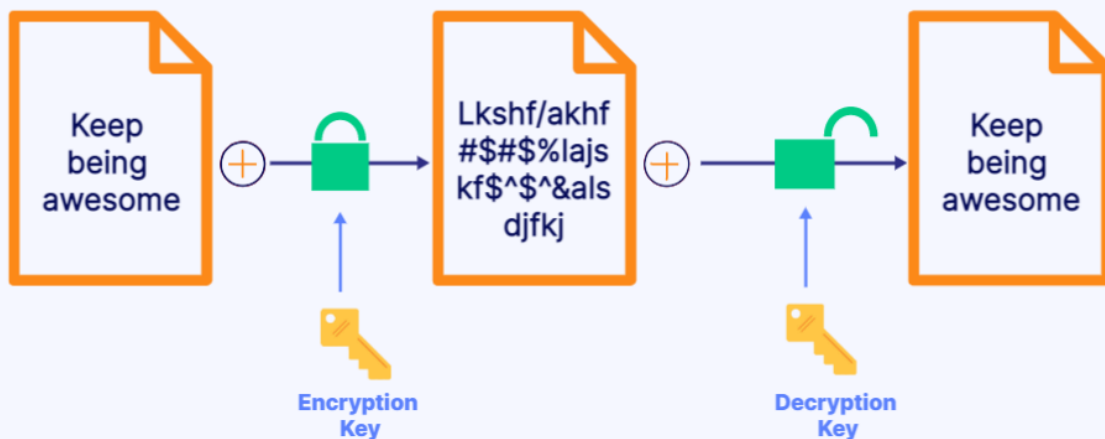 Keep
being
awesome
Lkshf/akhf
#$#$%lajs
kf$^$^&als
djfkj
Keep
being
awesome
Encryption
Key
Decryption
Key